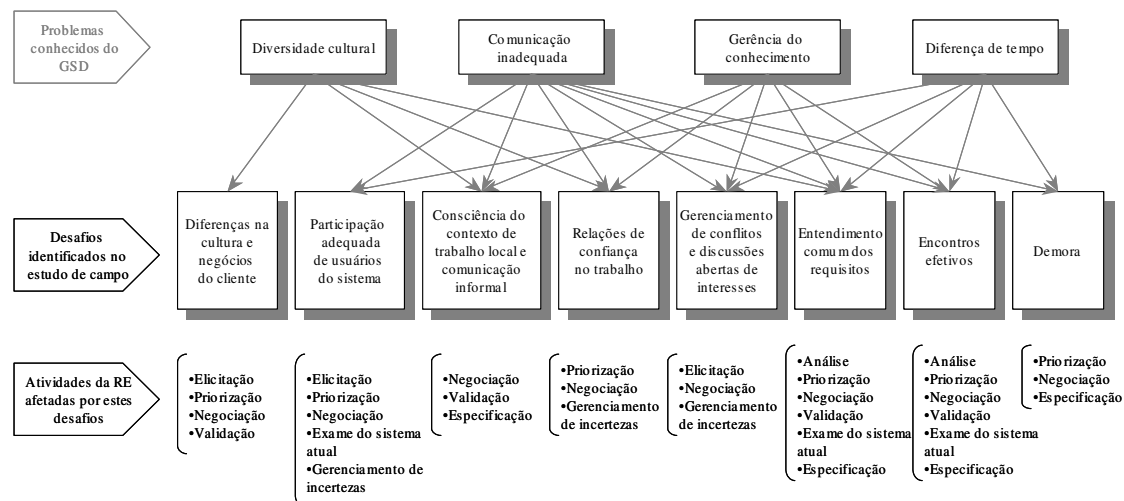 Problemas
conhecidos do
GSD
Diversidade cultural
Comunicação
inadequada
Gerência do
conhecimento
Diferença de tempo
Desafios
identificados no
estudo de campo
Diferenças na
cultura e
negócios
do cliente
Participação
adequada
de usuários
do sistema
Consciência do
contexto de
trabalho local e
comunicação
informal
Relações de
confiança
no trabalho
Gerenciamento
de conflitos
e discussões
abertas de
interesses
Entendimento
comum dos
requisitos
Encontros
efetivos
Demora
Atividades da RE
afetadas por estes
desafios
•Elicitação
•Priorização
•Negociação
•Validação
•Elicitação
•Priorização
•Negociação
•Exame do sistema
atual
•Gerenciamento de
incertezas
•Negociação
•Validação
•Especificação
•Priorização
•Negociação
•Gerenciamento
de incertezas
•Elicitação
•Negociação
•Gerenciamento
de incertezas
•Análise
•Priorização
•Negociação
•Validação
•Exame do sistema
atual
•Especificação
•Análise
•Priorização
•Negociação
•Validação
•Exame do sistema
atual
•Especificação
•Priorização
•Negociação
•Especificação